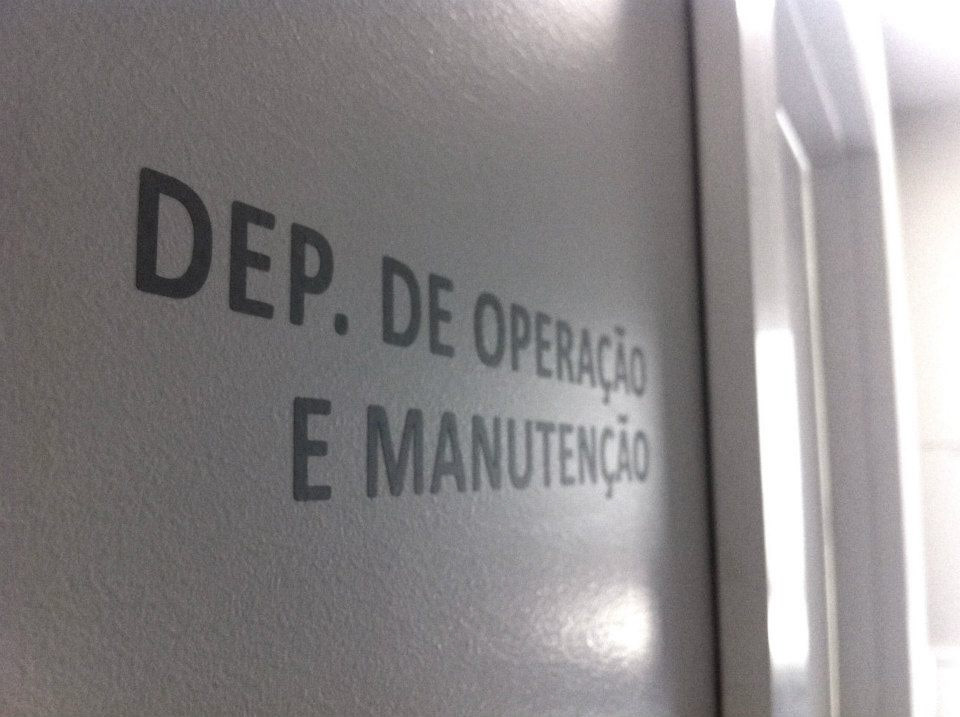 DEP. DE OPERAÇÃO
E MANUTENÇÃO